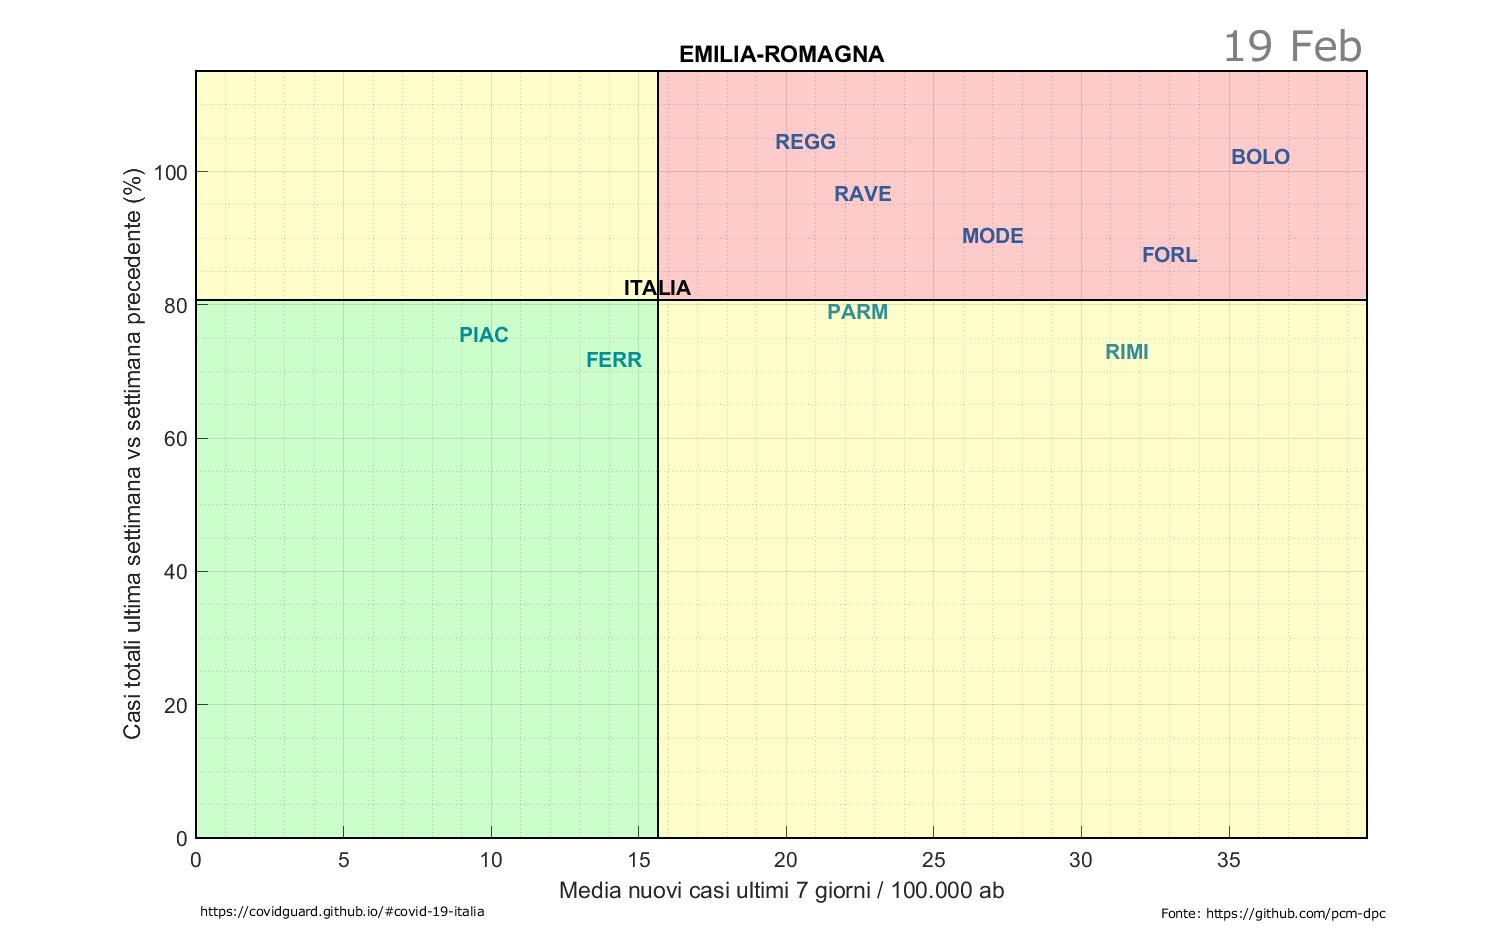 19 Feb
EMILIA-ROMAGNA
REGG
BOLO
RAVE
MODE
FORL
ITALIA
PARM
PIAC
RIMI
FERR
Casi totali ultima settimana vs settimana precedente (%)
100
80
60
40
20
0
0 5 10 15 20 25 30 35
Media nuovi casi ultimi 7 giorni / 100.000 ab
https://covidguard.github.io/#covid-19-italia
Fonte: https://github.com/pcm-dpc